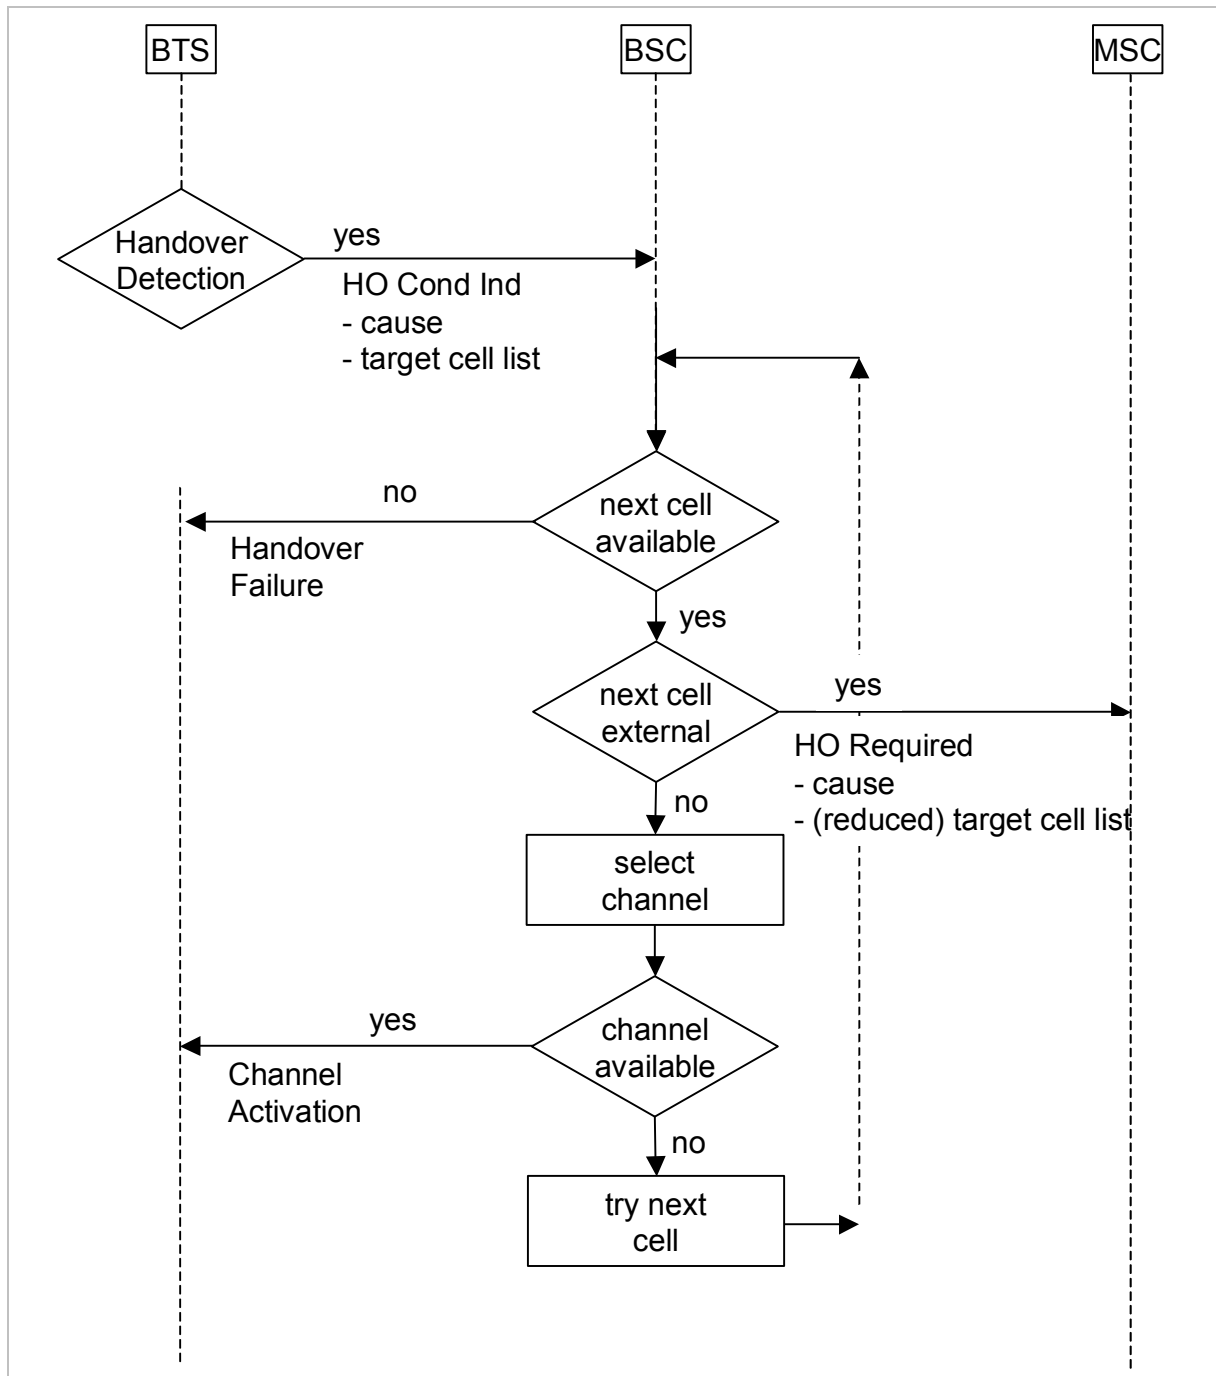 BTS
BSC
MSC
Handover
Detection
yes
HO Cond Ind
- cause
- target cell list
next cell
available
no
Handover
Failure
yes
next cell
external
yes
HO Required
- cause
- (reduced) target cell list
no
select
channel
channel
available
yes
Channel
Activation
no
try next
cell